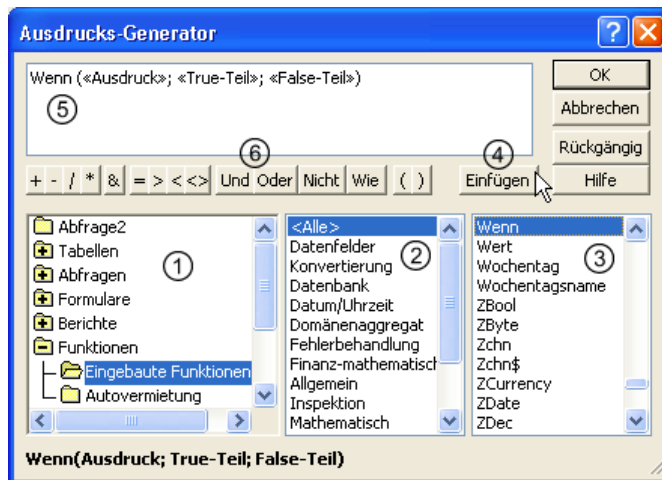 Ausdrucks-Generator
Wenn («Ausdruck»; «True-Teil»; «False-Teil»)
5
OK
Abbrechen
Rückgängig
Hilfe
6
4
+ - / * & = > < <> Und Oder Nicht Wie ( ) Einfügen
1
Abfrage2
Tabellen
Abfragen
Formulare
Berichte
Funktionen
Eingebaute Funktionen
Autovermietung
2
<Alle>
Datenfelder
Konvertierung
Datenbank
Datum/Uhrzeit
Domänenaggregat
Fehlerbehandlung
Finanz-mathematisch
Allgemein
Inspektion
Mathematisch
3
Wenn
Wert
Wochentag
Wochentagsname
ZBool
ZByte
Zchn
Zchn$
ZCurrency
ZDate
ZDec
Wenn(Ausdruck; True-Teil; False-Teil)